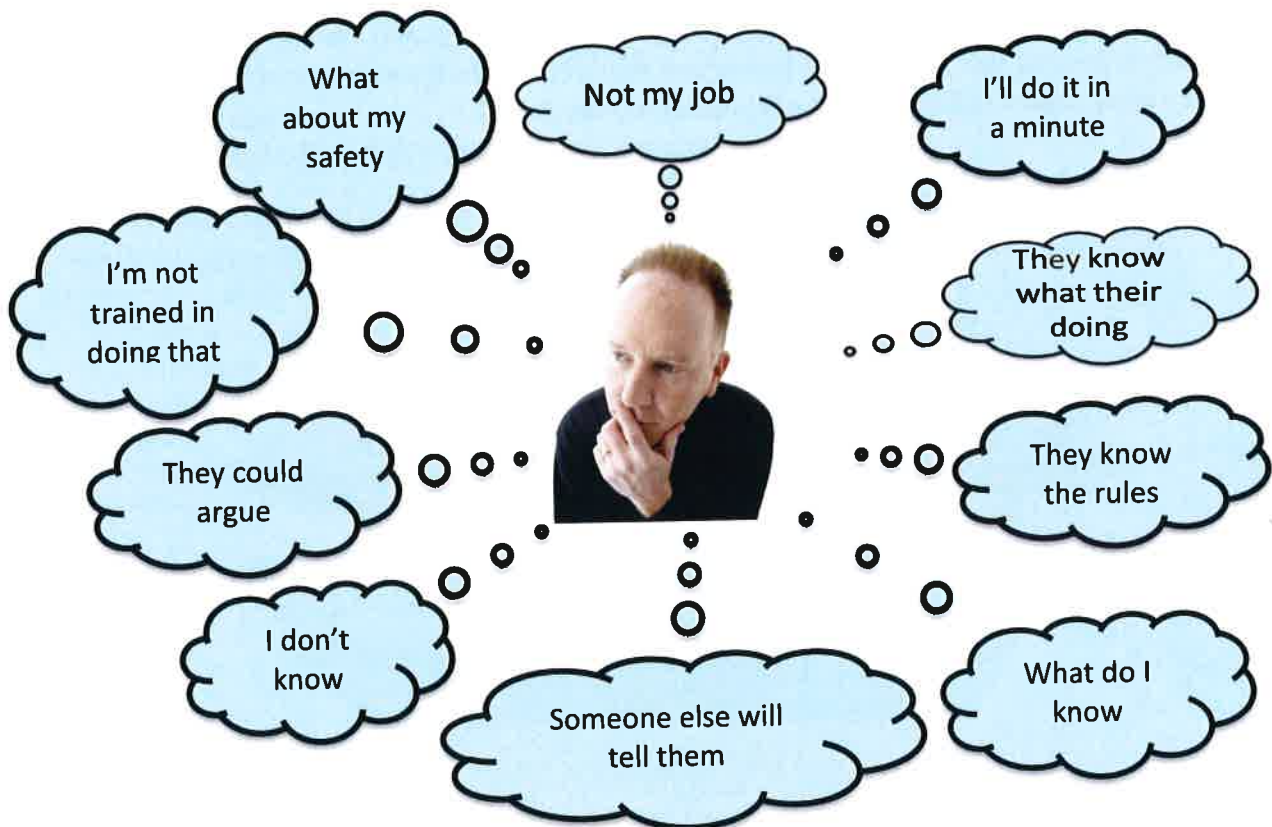 What
about my
safety
Not my job
I'll do it in
a minute
I'm not
trained in
doing that
They know
what their
doing
They could
argue
They know
the rules
I don't
know
Someone else will
tell them
What do I
know